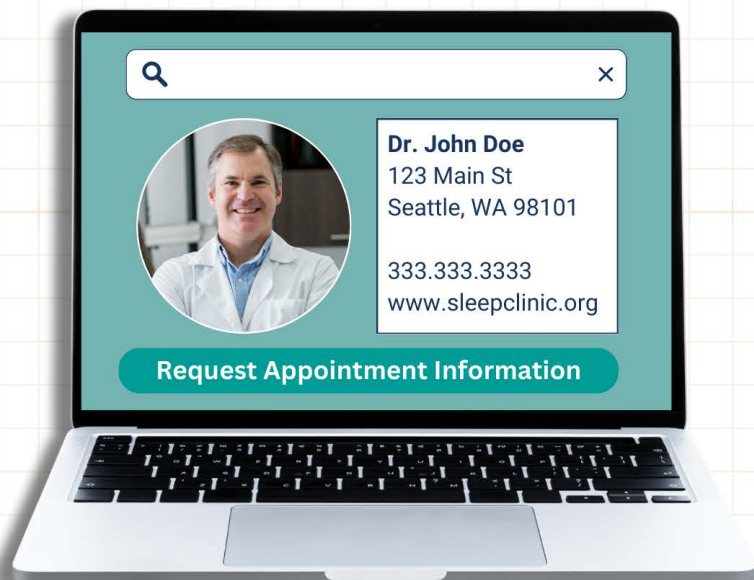 Dr. John Doe
123 Main St
Seattle, WA 98101
333.333.3333
www.sleepclinic.org
Request Appointment Information